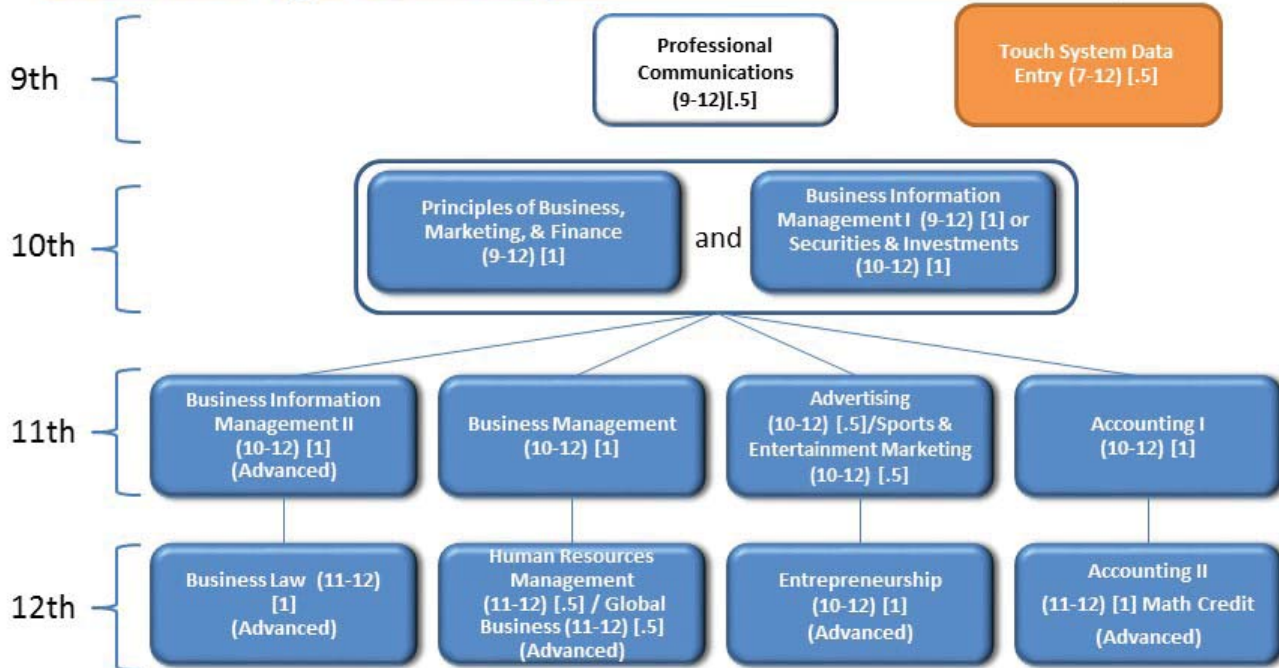 9th
Professional
Communications
(9-12)[.5]
Touch System Data
Entry (7-12) [.5]
10th
Principles of Business,
Marketing, & Finance
(9-12) [1]
and
Business Information
Management I (9-12) [1] or
Securities & Investments
(10-12) [1]
11th
Business Information
Management II
(10-12) [1]
(Advanced)
Business Management
(10-12) [1]
Advertising
(10-12) [.5]/Sports &
Entertainment Marketing
(10-12) [.5]
Accounting I
(10-12) [1]
12th
Business Law (11-12)
[1]
(Advanced)
Human Resources
Management
(11-12) [.5] / Global
Business (11-12) [.5]
(Advanced)
Entrepreneurship
(10-12) [1]
(Advanced)
Accounting II
(11-12) [1] Math Credit
(Advanced)